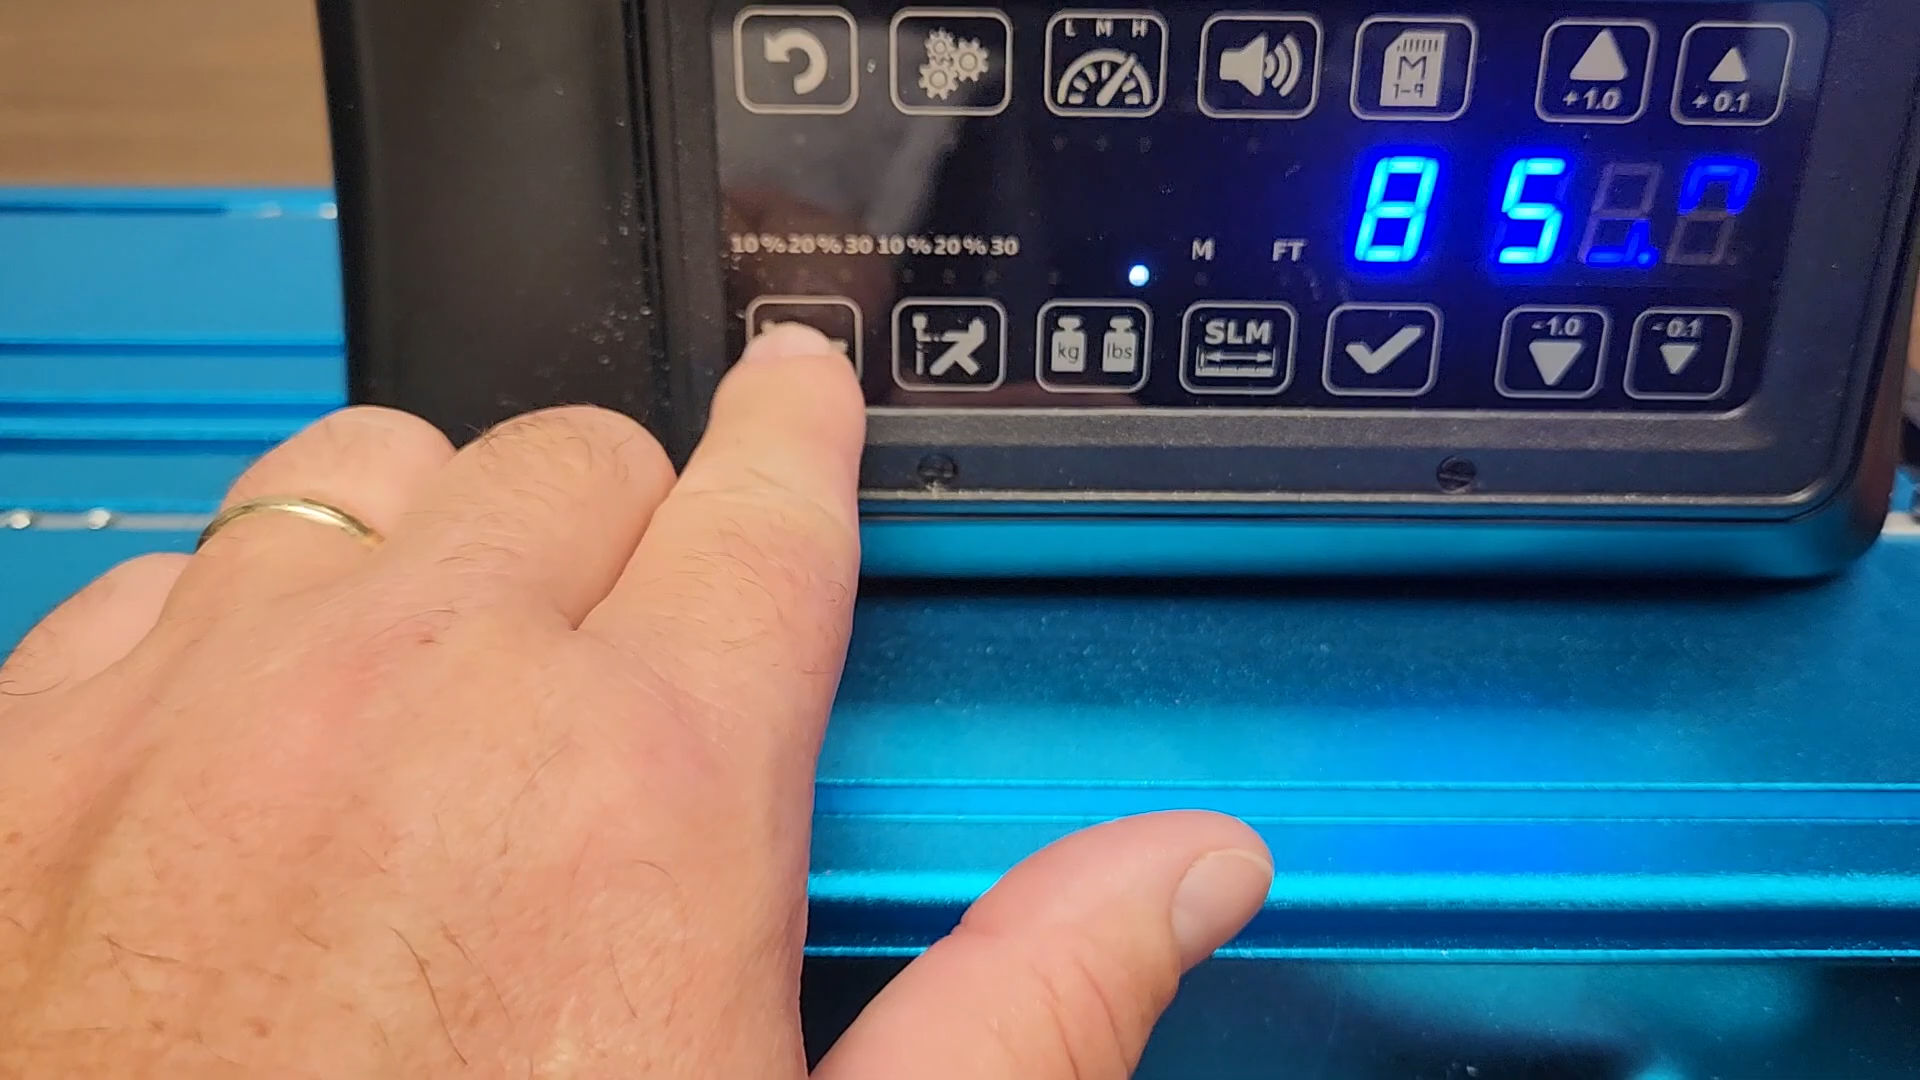 L M H
M
1-9
+1.0
+0.1
10%20%30 10%20%30
M FT
85
kg lbs
SLM
-1.0
-0.1